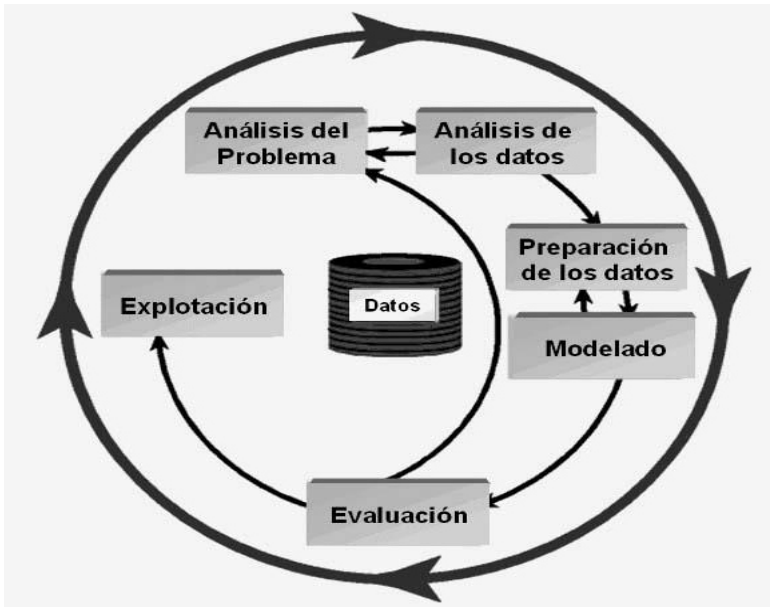 Análisis del
Problema
Análisis de
los datos
Preparación
de los datos
Explotación
Datos
Modelado
Evaluación